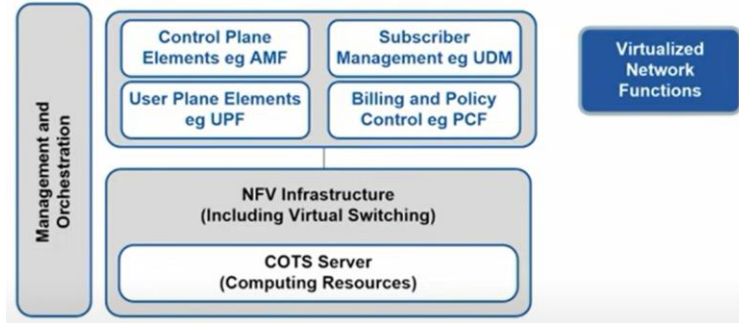 Management and
Orchestration
Control Plane
Elements eg AMF
Subscriber
Management eg UDM
User Plane Elements
eg UPF
Billing and Policy
Control eg PCF
Virtualized
Network
Functions
NFV Infrastructure
(Including Virtual Switching)
COTS Server
(Computing Resources)